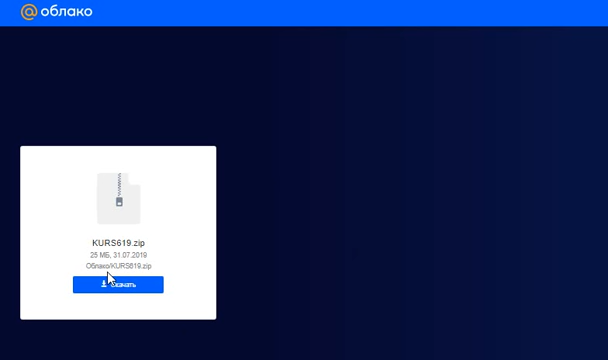 облако
KURS619.zip
25 МБ, 31.07.2019
Облако/KURS619.zip
Скачать